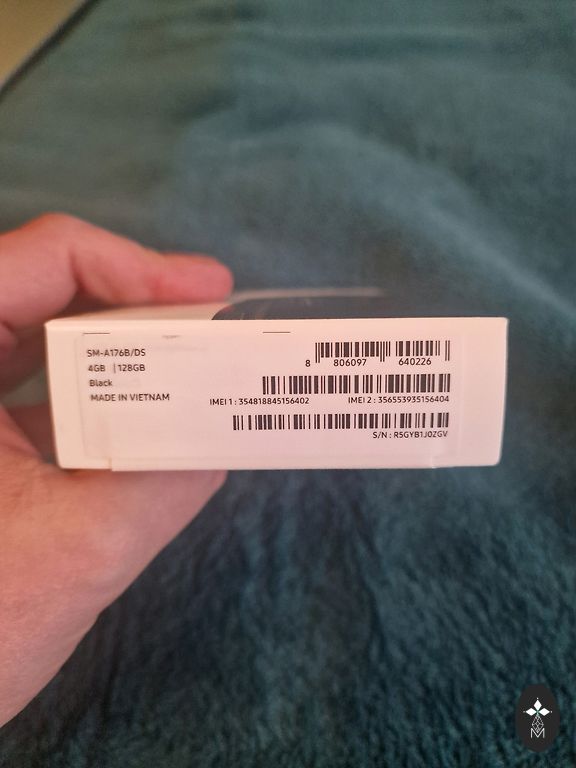 SM-A176B/DS
4GB | 128GB
Black
MADE IN VIETNAM
8 806097 640226
IMEI 1 : 354818845156402 IMEI 2 : 356553935156404
S/N : R5GYB1J0ZGV
M